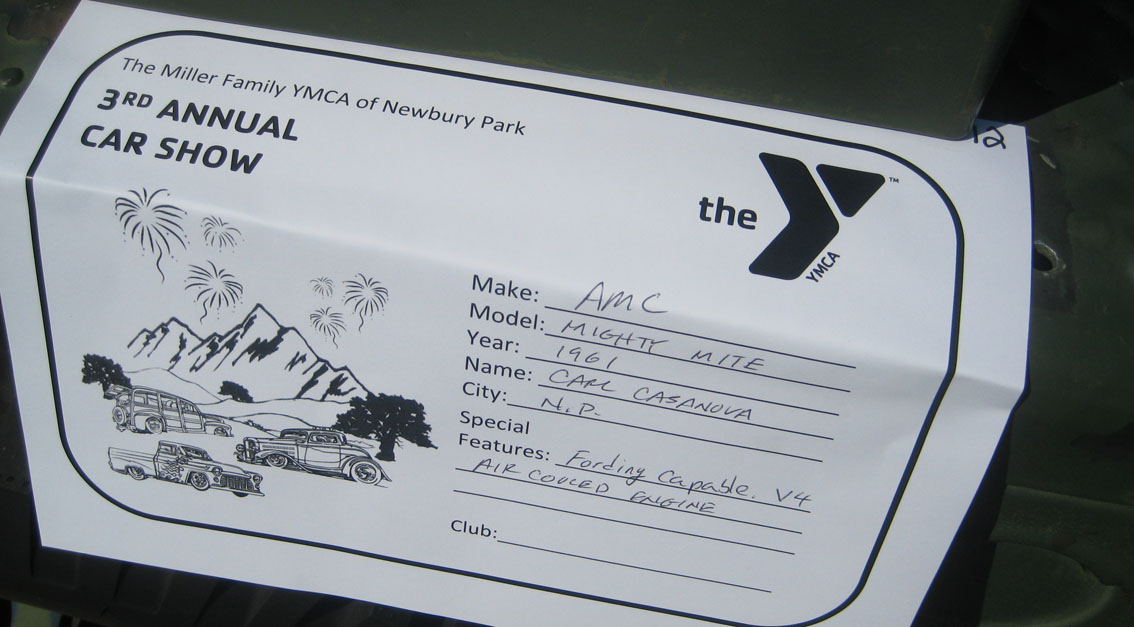 The Miller Family YMCA of Newbury Park
3RD ANNUAL
CAR SHOW
12
the
YMCA
TM
Make: AMC
Model: MIGHTY MITE
Year: 1961
Name: CARL CASANOVA
City: N.P.
Special
Features: Fording Capable. V4
AIR COOLED ENGINE
Club: